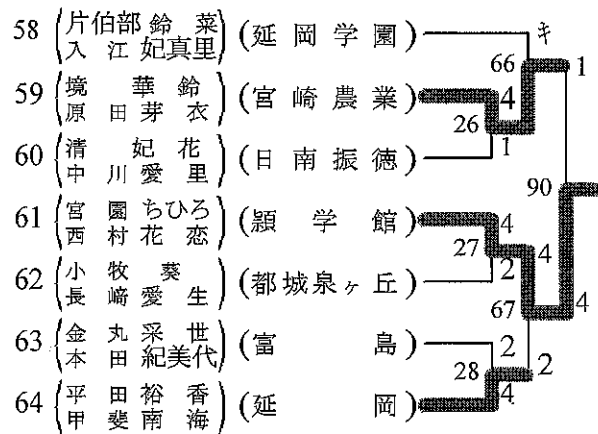 58 (片伯部 鈴 菜 (延 岡 学 園) キ
入 江 妃真里)
66 1
59 (境 華 鈴 (宮 崎 農 業) 4
原 田 芽 衣)
26 1
60 (清 妃 花 (日 南 振 徳)
中 川 愛 里)
90
61 (宮 園 ちひろ (頴 学 館) 4
西 村 花 恋)
27 2 4
62 (小 牧 葵 (都城泉ヶ丘)
長 﨑 愛 生)
67 4
63 (金 丸 采 世 (富 島) 2
本 田 紀美代)
28 4 2
64 (平 田 裕 香 (延 岡)
甲 斐 南 海)